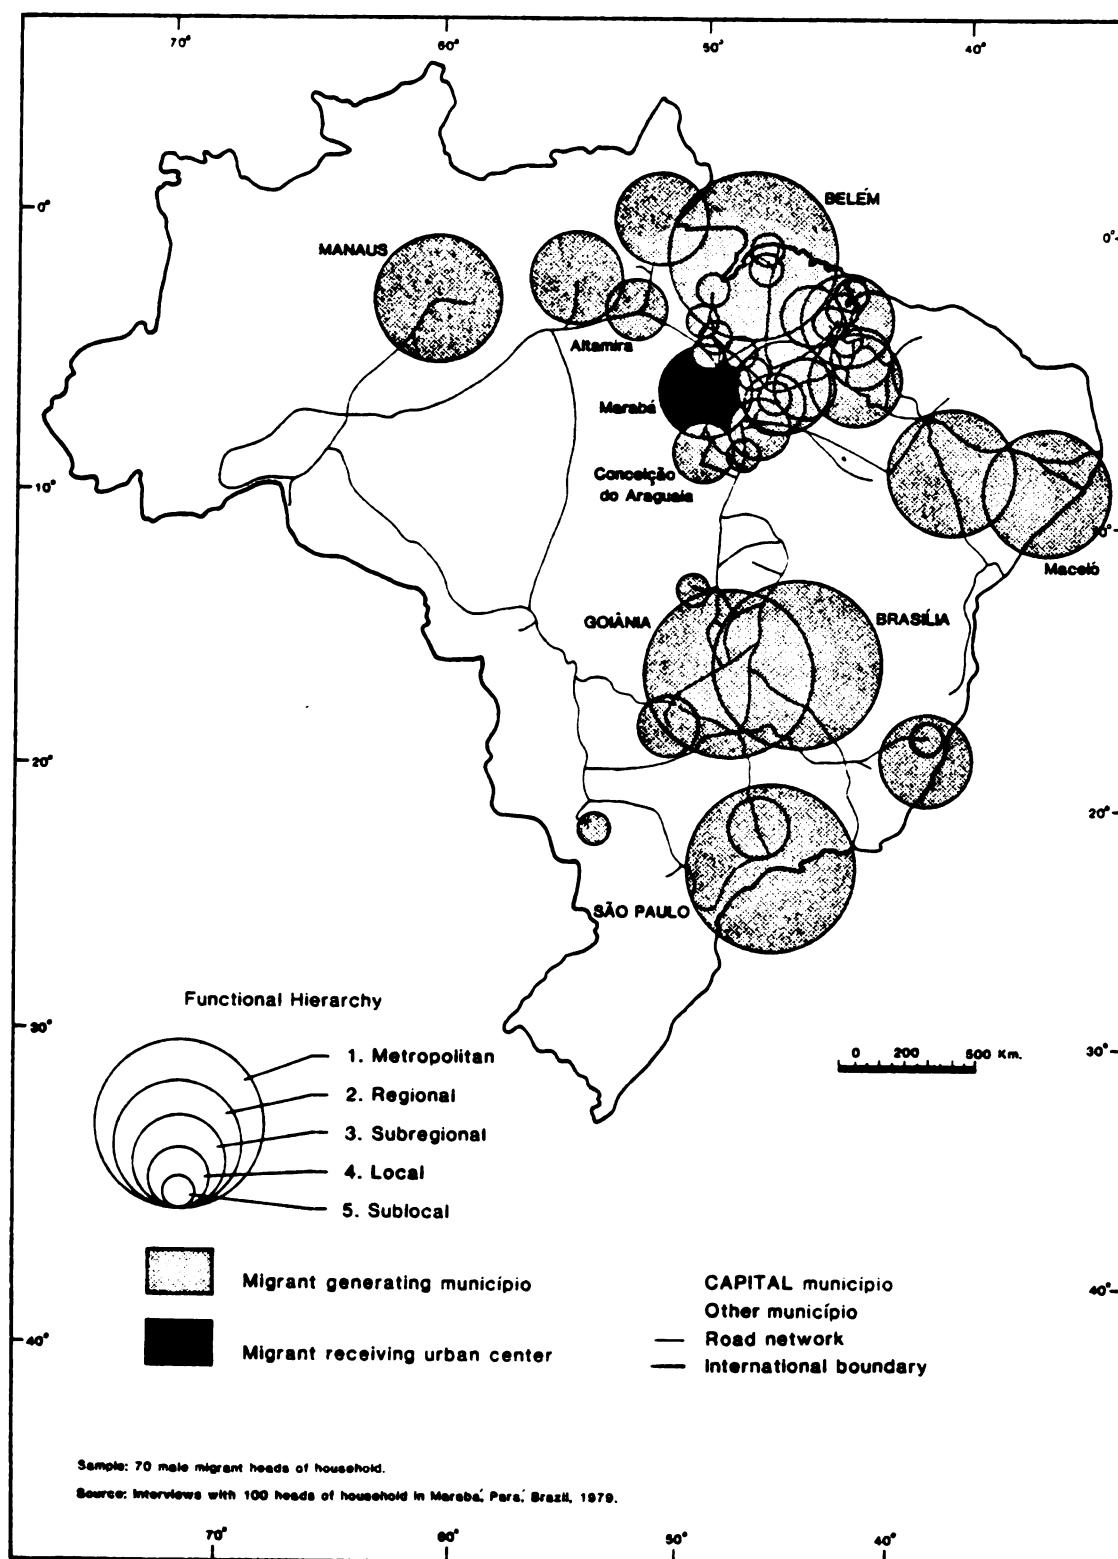 70° 60° 50° 40°
0°
BELÉM
MANAUS
0°
Altamira
Marabá
Conceição
do Araguaia
10°
10°
Maceió
GOIÂNIA
BRASÍLIA
20°
20°
SÃO PAULO
Functional Hierarchy
30°
1. Metropolitan
0 200 500 Km.
30°
2. Regional
3. Subregional
4. Local
5. Sublocal
Migrant generating município
CAPITAL município
40°
Other município
40°
Road network
Migrant receiving urban center
International boundary
Sample: 70 male migrant heads of household.
Source: Interviews with 100 heads of household in Marabá, Pará, Brazil, 1979.
70° 60° 50° 40°